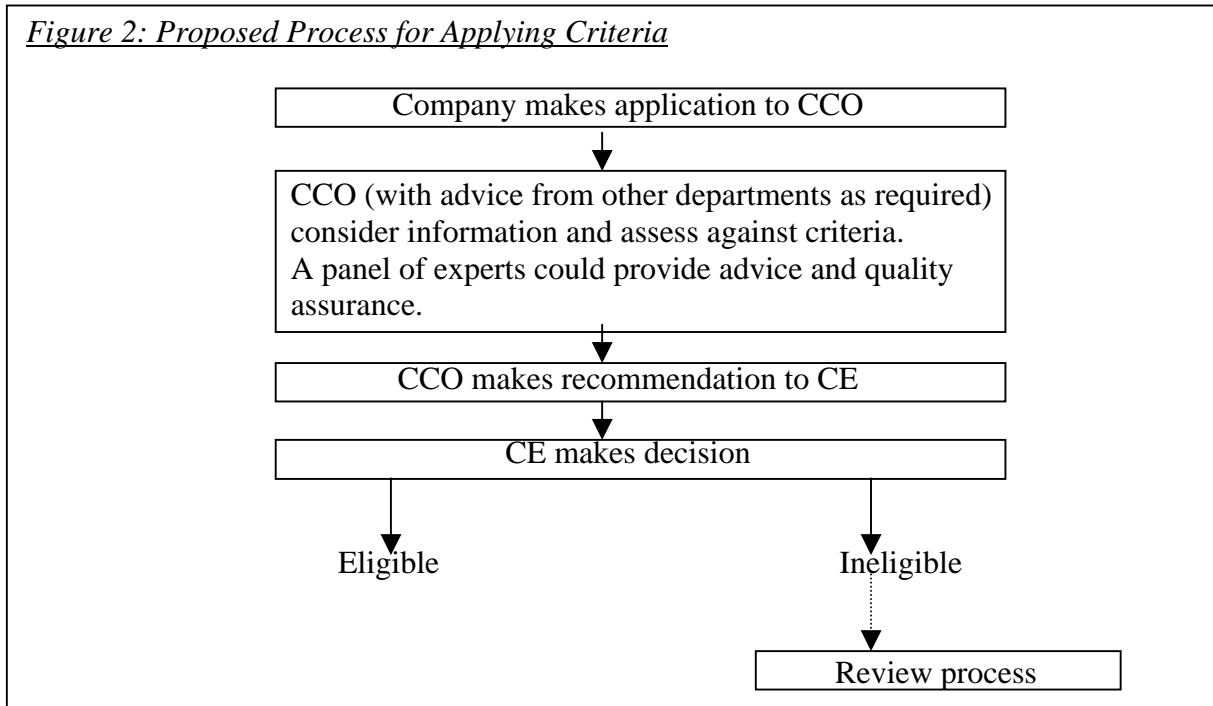 Figure 2: Proposed Process for Applying Criteria
Company makes application to CCO
CCO (with advice from other departments as required)
consider information and assess against criteria.
A panel of experts could provide advice and quality
assurance.
CCO makes recommendation to CE
CE makes decision
Eligible
Ineligible
Review process